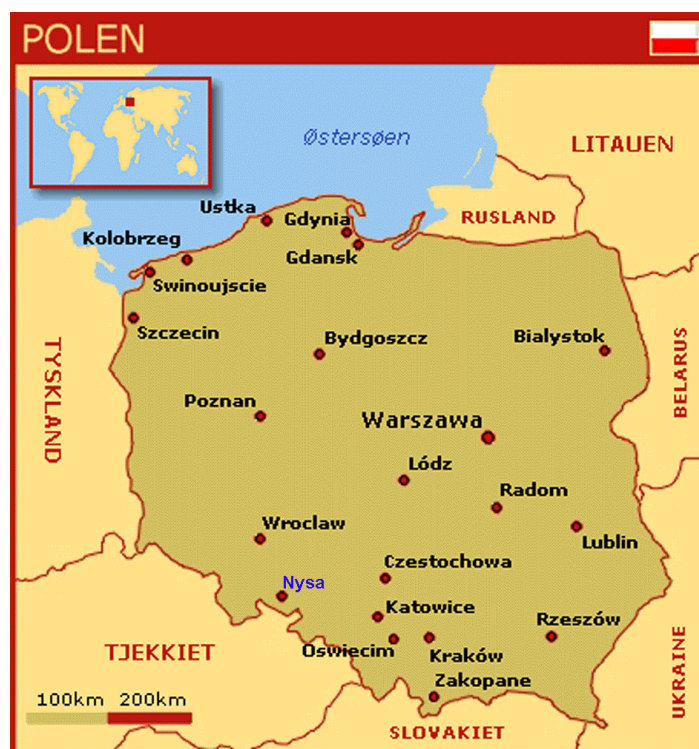 POLEN
Østersøen
LITAUEN
RUSLAND
Ustka
Gdynia
Kolobrzeg
Gdansk
Swinoujscie
Szczecin
Bydgoszcz
Bialystok
TYSKLAND
BELARUS
Poznan
Warszawa
Lódz
Radom
Wroclaw
Lublin
Czestochowa
Nysa
Katowice
Rzeszów
Oswiecim
Kraków
TJEKKIET
UKRAINE
Zakopane
100km 200km
SLOVAKIET